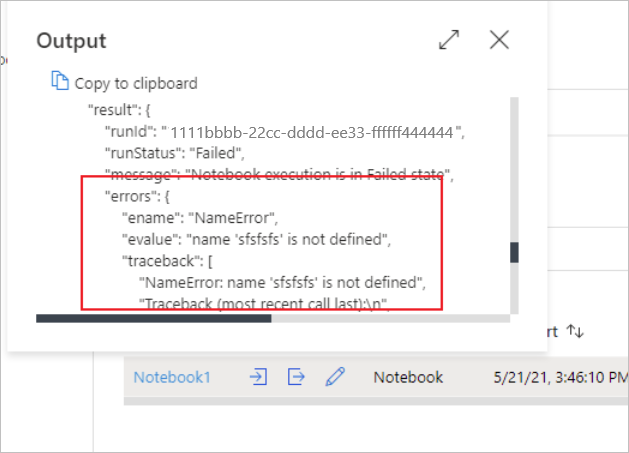 Output
Copy to clipboard
"result": {
"runId": "1111bbbb-22cc-dddd-ee33-ffffff444444",
"runStatus": "Failed",
"message": "Notebook execution is in Failed state",
"errors": {
"ename": "NameError",
"evalue": "name 'sfsfsfs' is not defined",
"traceback": [
"NameError: name 'sfsfsfs' is not defined",
"Traceback (most recent call last):\n",
rt
Notebook1 Notebook 5/21/21, 3:46:10 PM